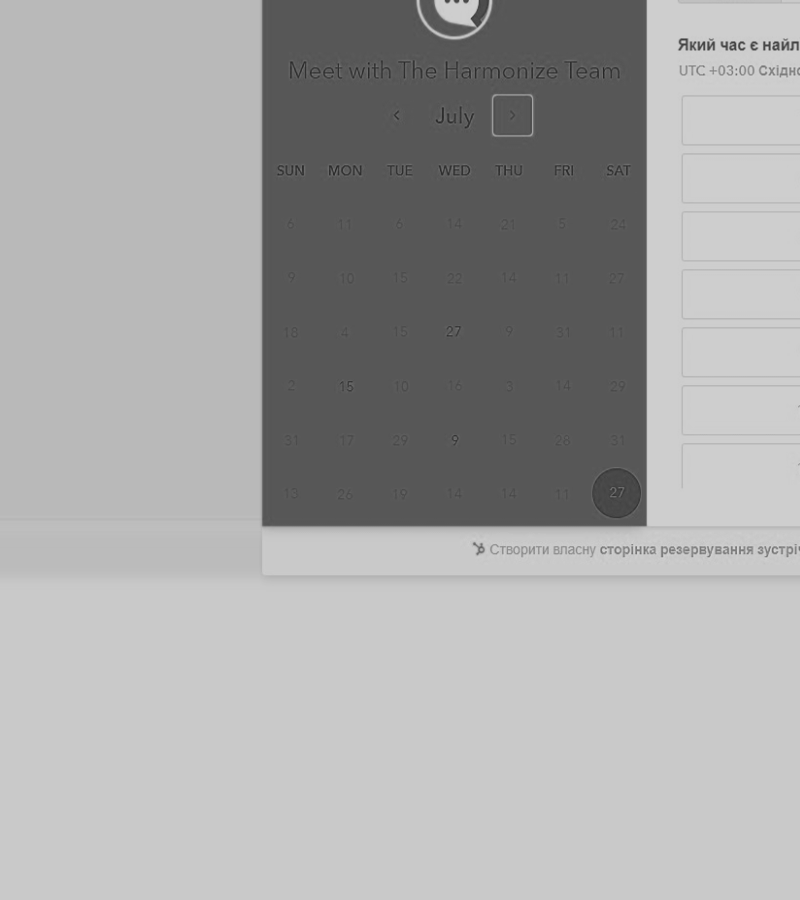 Meet with The Harmonize Team
July
SUN MON TUE WED THU FRI SAT
6 11 6 14 21 5 24
9 10 15 22 14 11 27
18 4 15 27 9 31 11
2 15 10 16 3 14 29
31 17 29 9 15 28 31
13 26 19 14 14 11 27
Який час є найл
UTC +03:00 Східно
Створити власну сторінка резервування зустріч